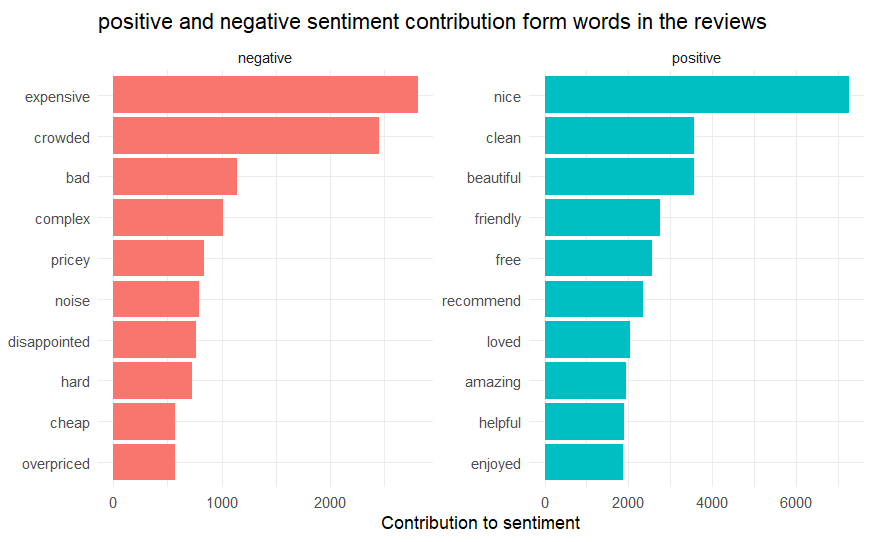 positive and negative sentiment contribution form words in the reviews
negative
expensive
crowded
bad
complex
pricey
noise
disappointed
hard
cheap
overpriced
0 1000 2000
positive
nice
clean
beautiful
friendly
free
recommend
loved
amazing
helpful
enjoyed
0 2000 4000 6000
Contribution to sentiment